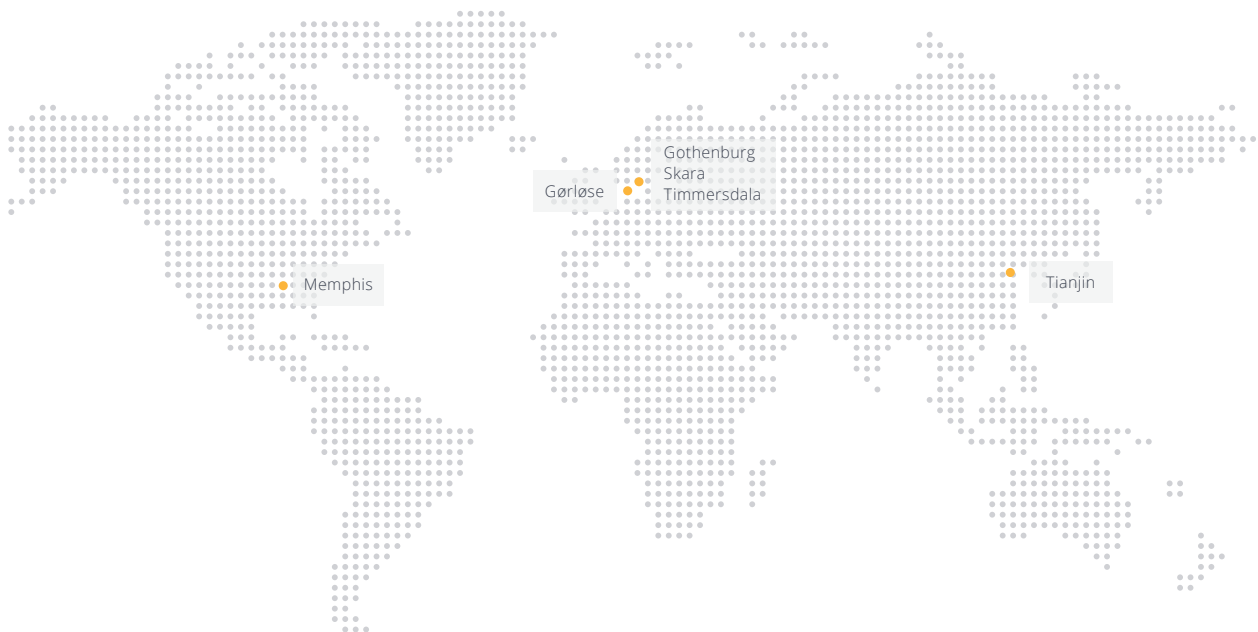 Gothenburg
Skara
Timmersdala
Gørløse
Memphis
Tianjin